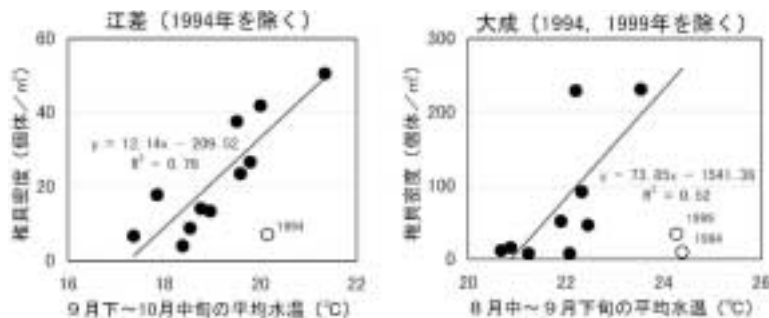 江差（1994年を除く）
稚貝密度（個体／㎡）
60
40
20
0
y = 12.14x − 209.52
R² = 0.78
1994
16
18
20
22
９月下～10月中旬の平均水温（℃）
大成（1994，1999年を除く）
稚貝密度（個体／㎡）
300
200
100
0
y = 73.85x − 1541.36
R² = 0.52
1999
1994
20
22
24
26
８月中～９月下旬の平均水温（℃）